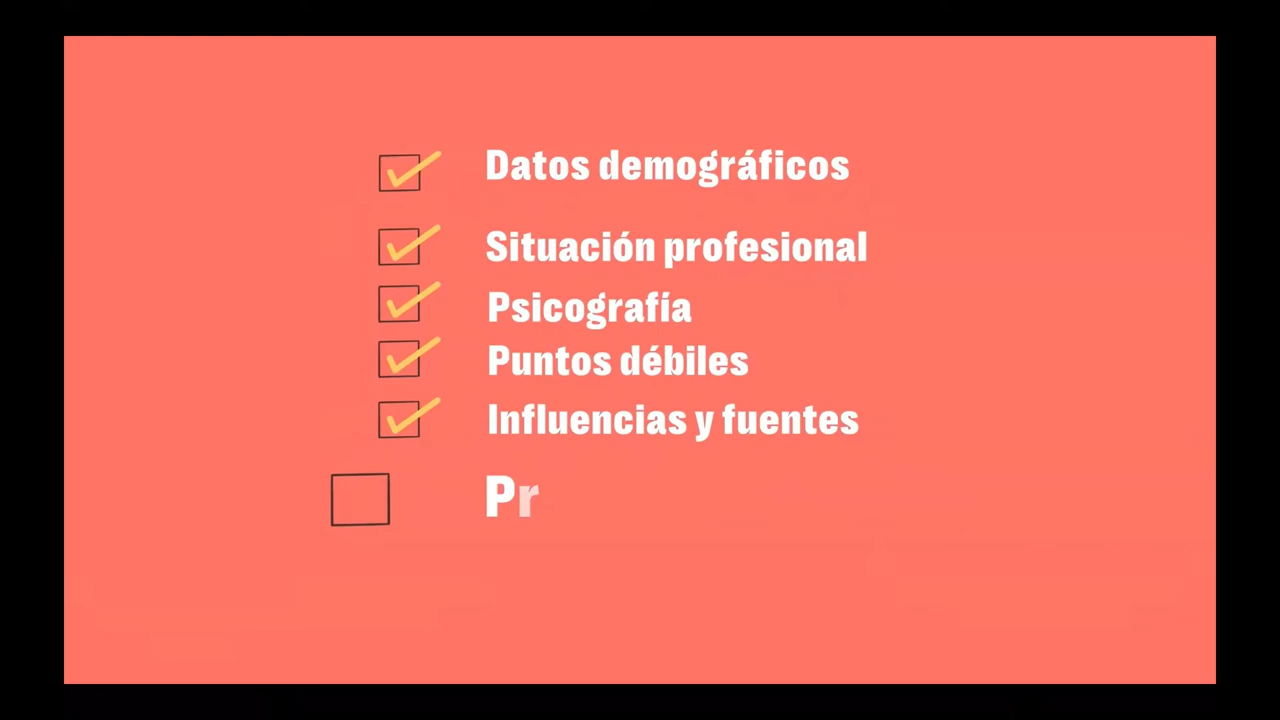 Datos demográficos
Situación profesional
Psicografía
Puntos débiles
Influencias y fuentes
Pr